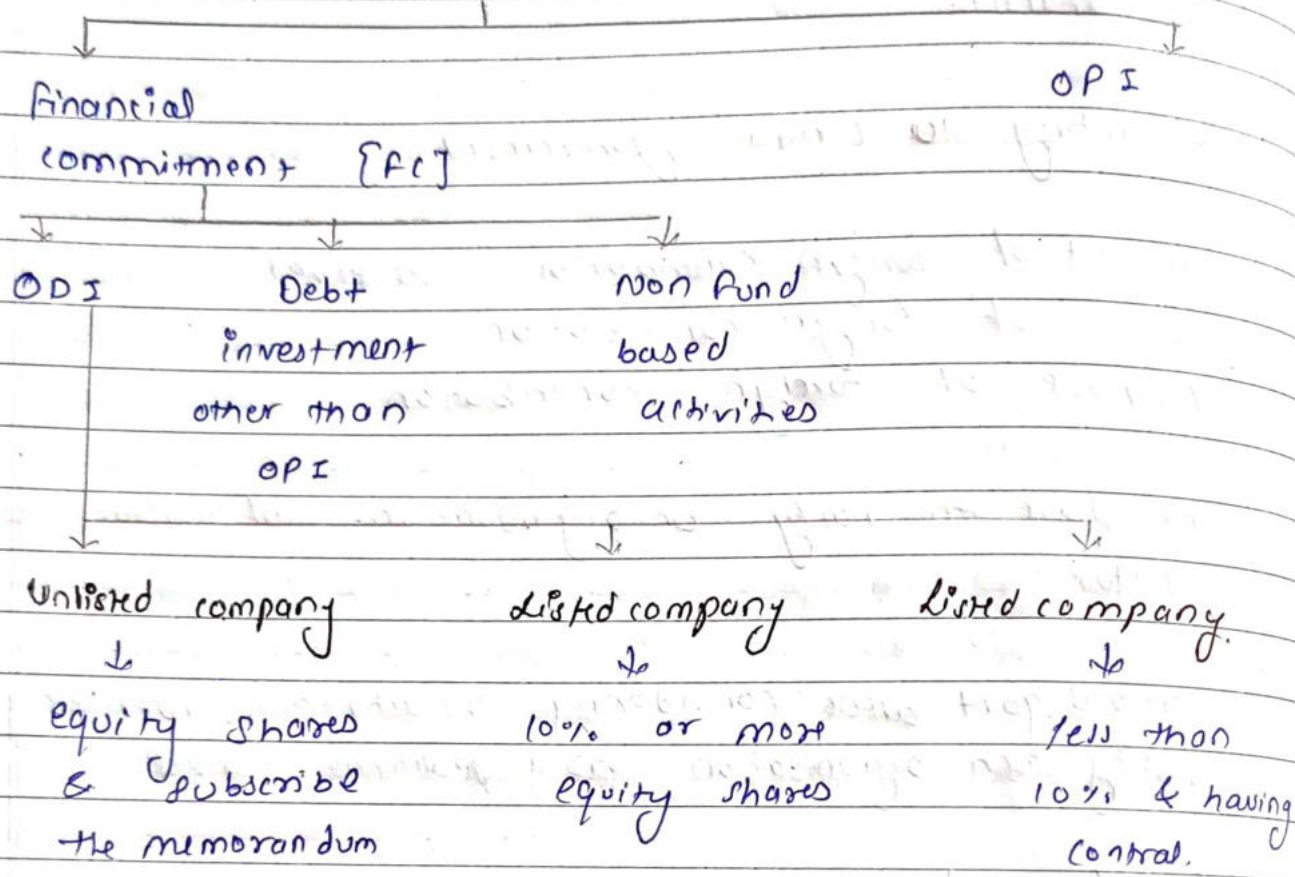 OPI
Financial
commitment [FC]
ODI Debt Non Fund
investment based
other than activities
OPI
Unlisted company Listed company Listed company.
equity shares 10% or more less than
& subscribe equity shares 10% & having
the memorandum control.